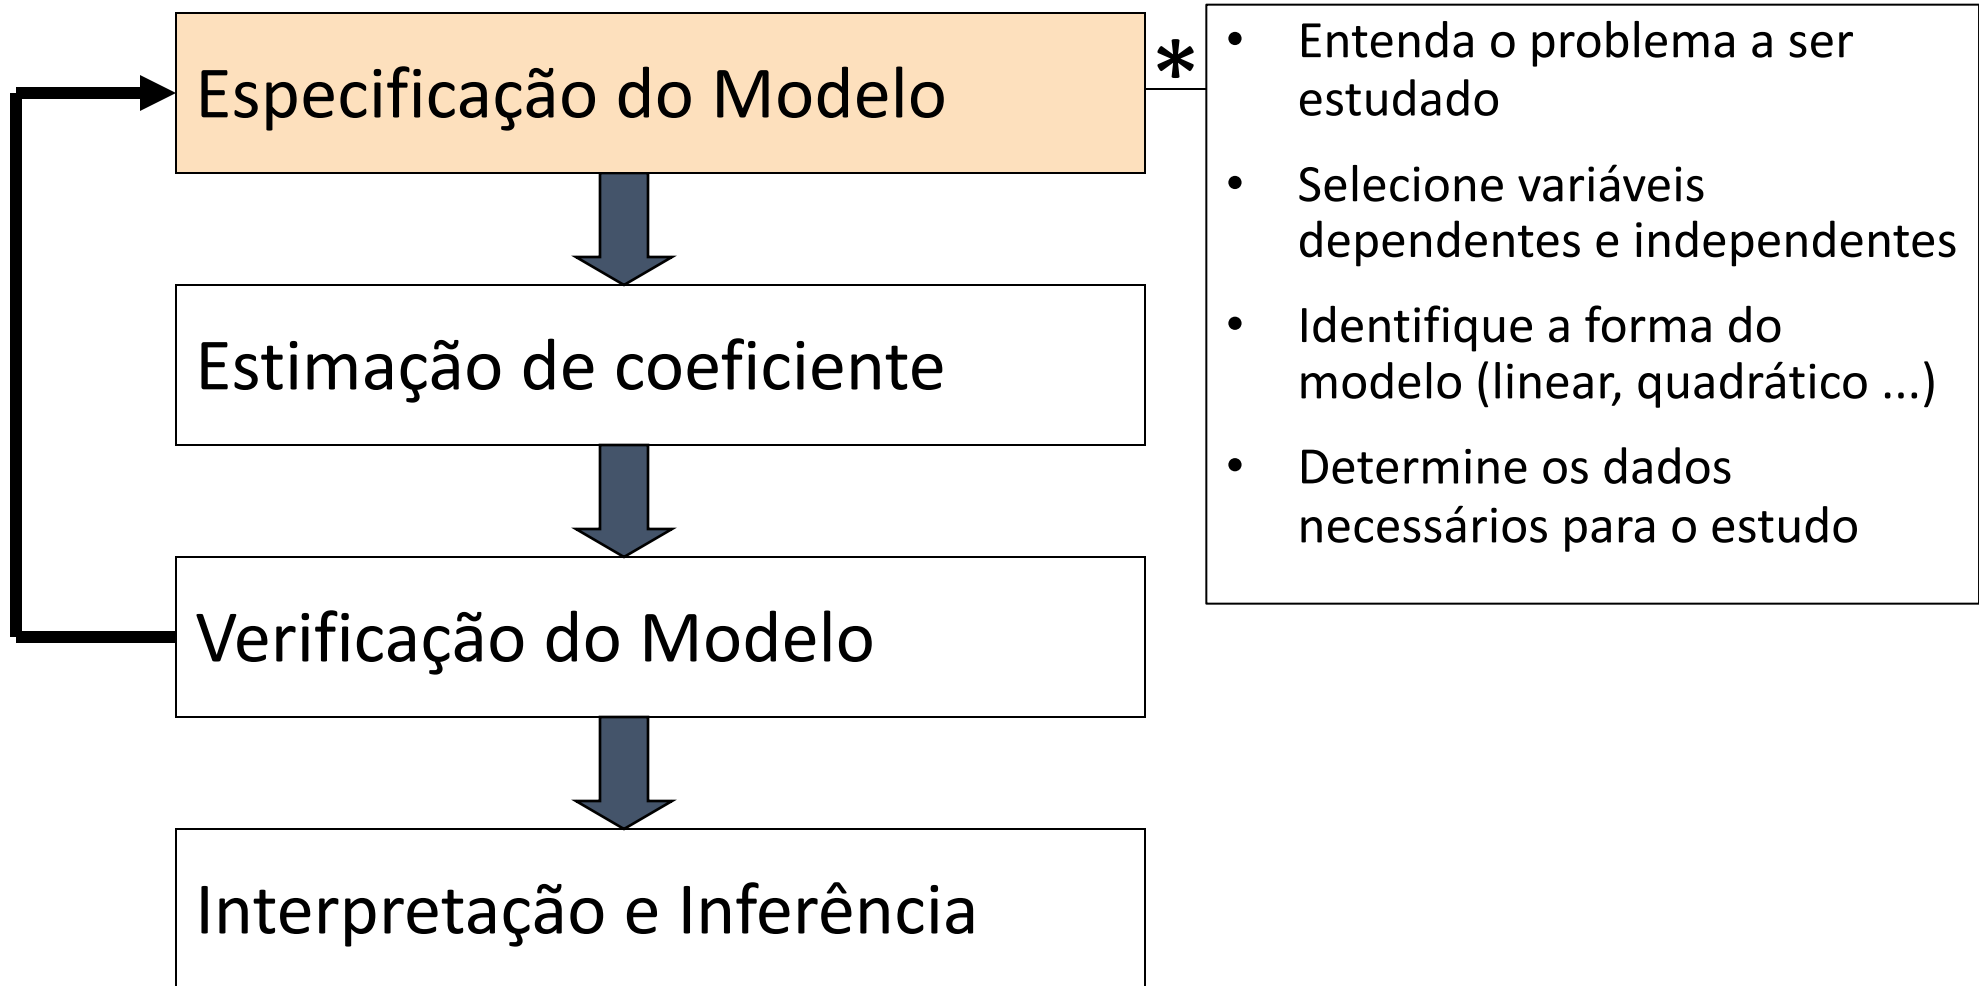 Especificação do Modelo
*
• Entenda o problema a ser
estudado
• Selecione variáveis
dependentes e independentes
• Identifique a forma do
modelo (linear, quadrático ...)
• Determine os dados
necessários para o estudo
Estimação de coeficiente
Verificação do Modelo
Interpretação e Inferência